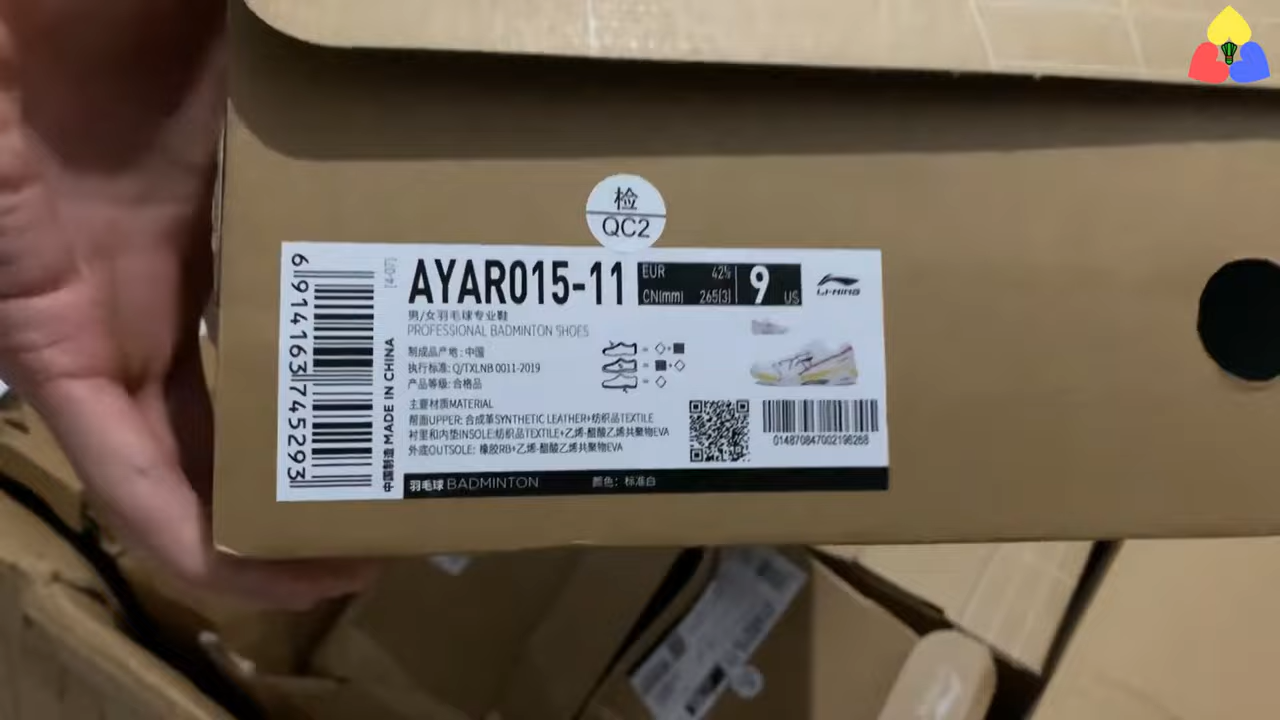 检
QC2
6 914163 745293
[4-07]
中国制造 MADE IN CHINA
AYAR015-11
EUR 42½
CN(mm) 265(3)
9 US
LI-NING
男/女羽毛球专业鞋
PROFESSIONAL BADMINTON SHOES
制成品产地: 中国
执行标准: Q/TXLNB 0011-2019
产品等级: 合格品
主要材质MATERIAL
帮面UPPER: 合成革SYNTHETIC LEATHER+纺织品TEXTILE
衬里和内垫INSOLE:纺织品TEXTILE+乙烯-醋酸乙烯共聚物EVA
外底OUTSOLE: 橡胶RB+乙烯-醋酸乙烯共聚物EVA
014870847002196268
羽毛球 BADMINTON 颜色: 标准白